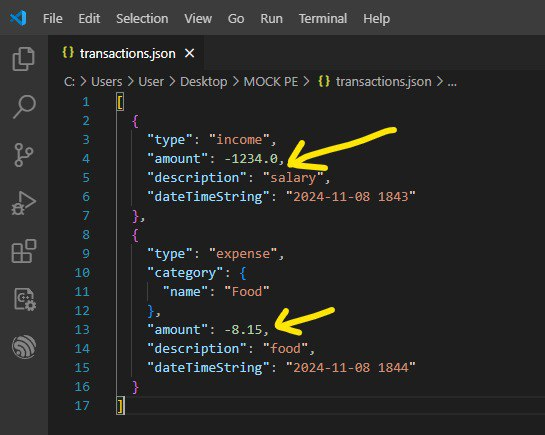 File Edit Selection View Go Run Terminal Help
{} transactions.json ×
C: > Users > User > Desktop > MOCK PE > {} transactions.json > ...
1 [
2 {
3 "type": "income",
4 "amount": -1234.0,
5 "description": "salary",
6 "dateTimeString": "2024-11-08 1843"
7 },
8 {
9 "type": "expense",
10 "category": {
11 "name": "Food"
12 },
13 "amount": -8.15,
14 "description": "food",
15 "dateTimeString": "2024-11-08 1844"
16 }
17 ]